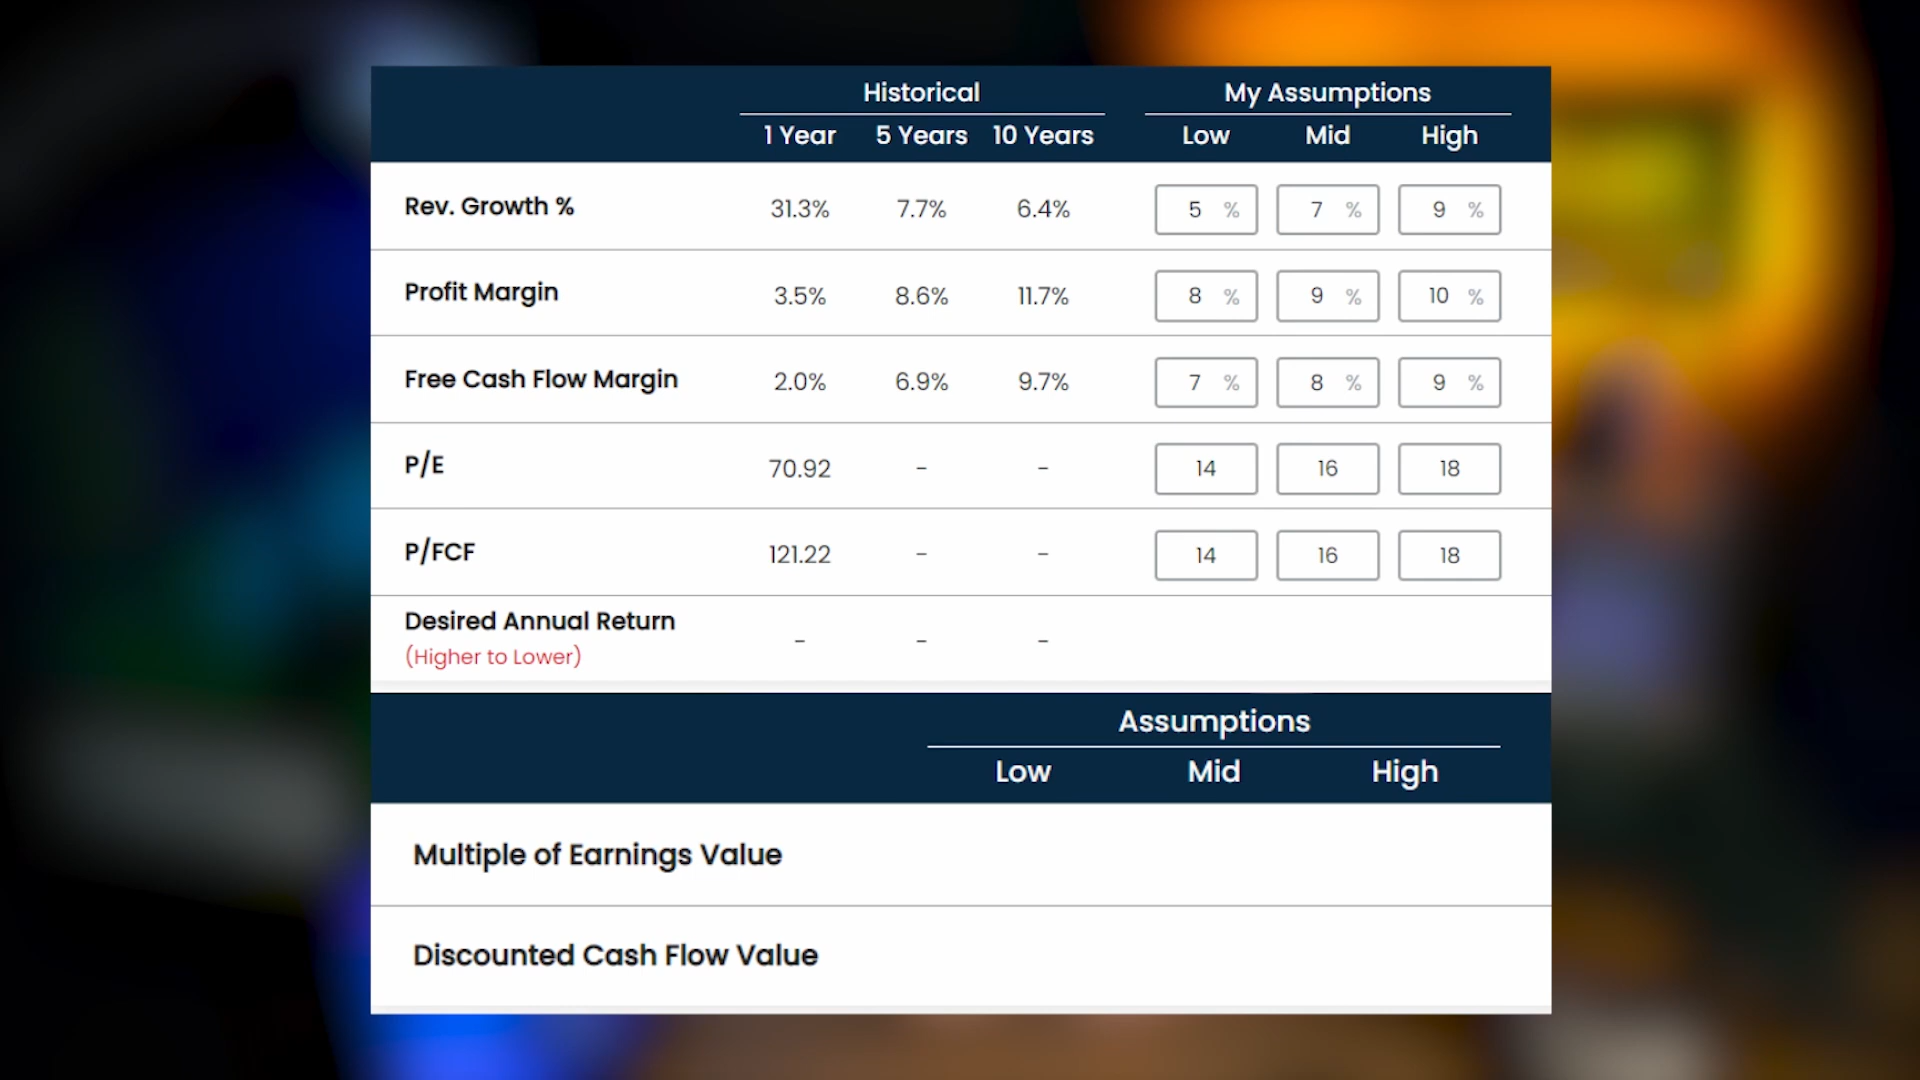 Historical My Assumptions
1 Year 5 Years 10 Years Low Mid High
Rev. Growth % 31.3% 7.7% 6.4% 5 % 7 % 9 %
Profit Margin 3.5% 8.6% 11.7% 8 % 9 % 10 %
Free Cash Flow Margin 2.0% 6.9% 9.7% 7 % 8 % 9 %
P/E 70.92 - - 14 16 18
P/FCF 121.22 - - 14 16 18
Desired Annual Return - - -
(Higher to Lower)
Assumptions
Low Mid High
Multiple of Earnings Value
Discounted Cash Flow Value